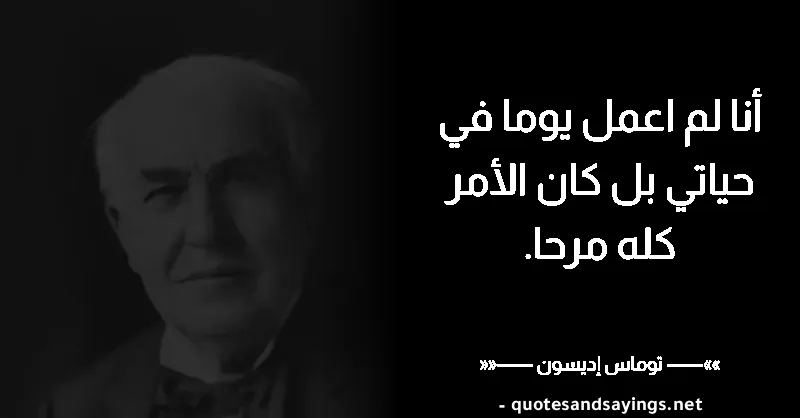 أنا لم اعمل يوما في
حياتي بل كان الأمر
كله مرحا.
»»—— توماس إديسون ——««
- quotesandsayings.net